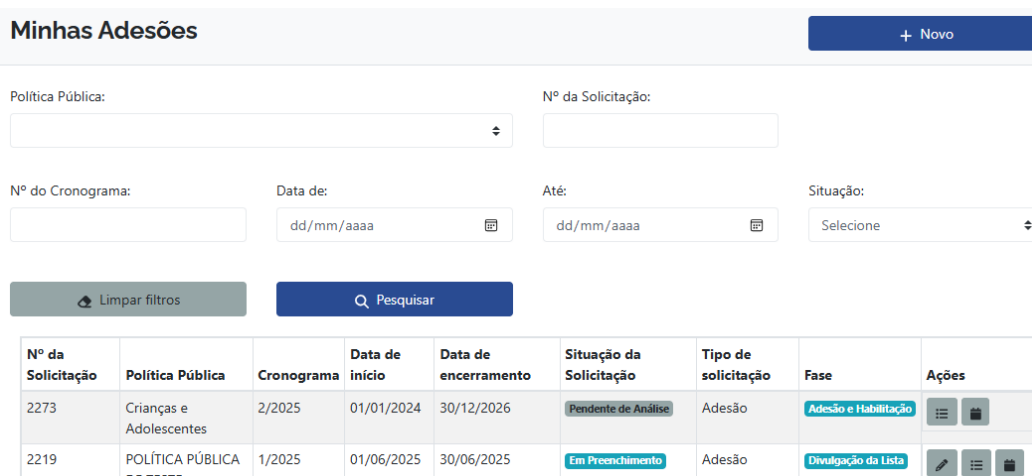 Minhas Adesões
+ Novo
Política Pública:
Nº da Solicitação:
Nº do Cronograma:
Data de:
Até:
Situação:
dd/mm/aaaa
dd/mm/aaaa
Selecione
Limpar filtros
Pesquisar
Nº da Solicitação Política Pública Cronograma Data de início Data de encerramento Situação da Solicitação Tipo de solicitação Fase Ações
2273 Crianças e Adolescentes 2/2025 01/01/2024 30/12/2026 Pendente de Análise Adesão Adesão e Habilitação
2219 POLÍTICA PÚBLICA 1/2025 01/06/2025 30/06/2025 Em Preenchimento Adesão Divulgação da Lista